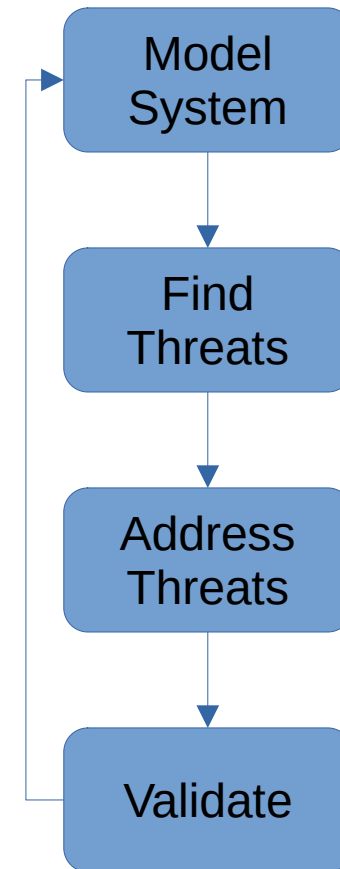 Model
System
Find
Threats
Address
Threats
Validate